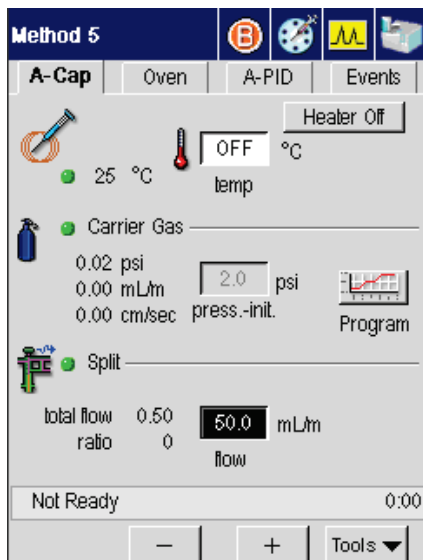 Method 5 B
A-Cap Oven A-PID Events
Heater Off
OFF °C
25 °C
temp
Carrier Gas
0.02 psi
0.00 mL/m 2.0 psi
0.00 cm/sec press.-init.
Program
Split
total flow 0.50 50.0 mL/m
ratio 0
flow
Not Ready 0:00
− + Tools